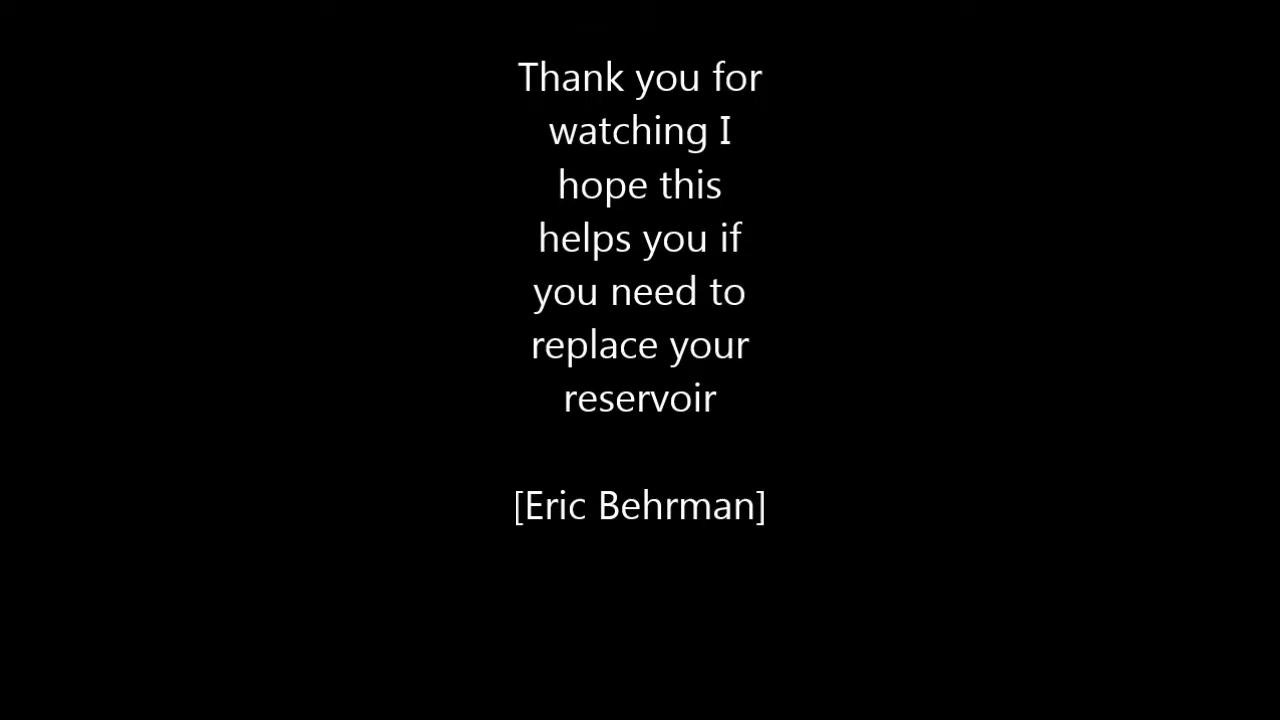 Thank you for
watching I
hope this
helps you if
you need to
replace your
reservoir
[Eric Behrman]